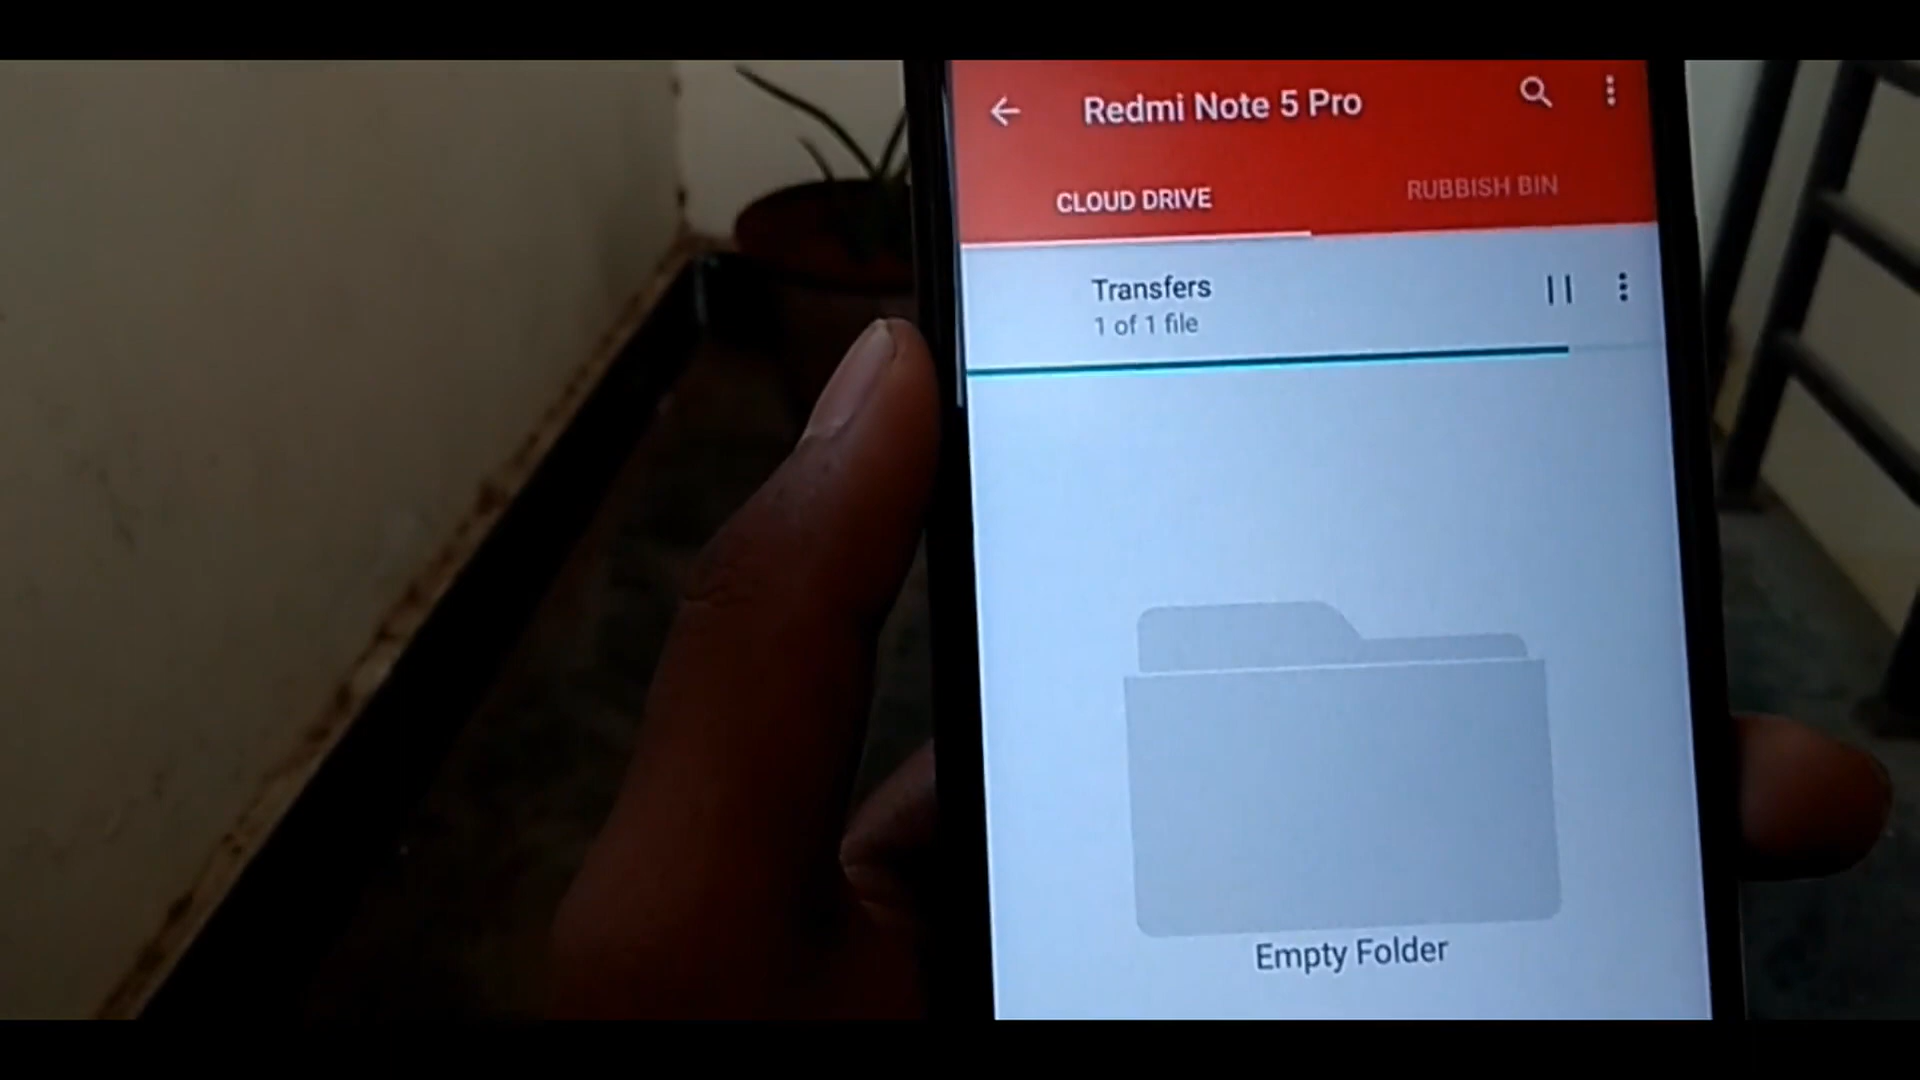 Redmi Note 5 Pro
CLOUD DRIVE
RUBBISH BIN
Transfers
1 of 1 file
Empty Folder